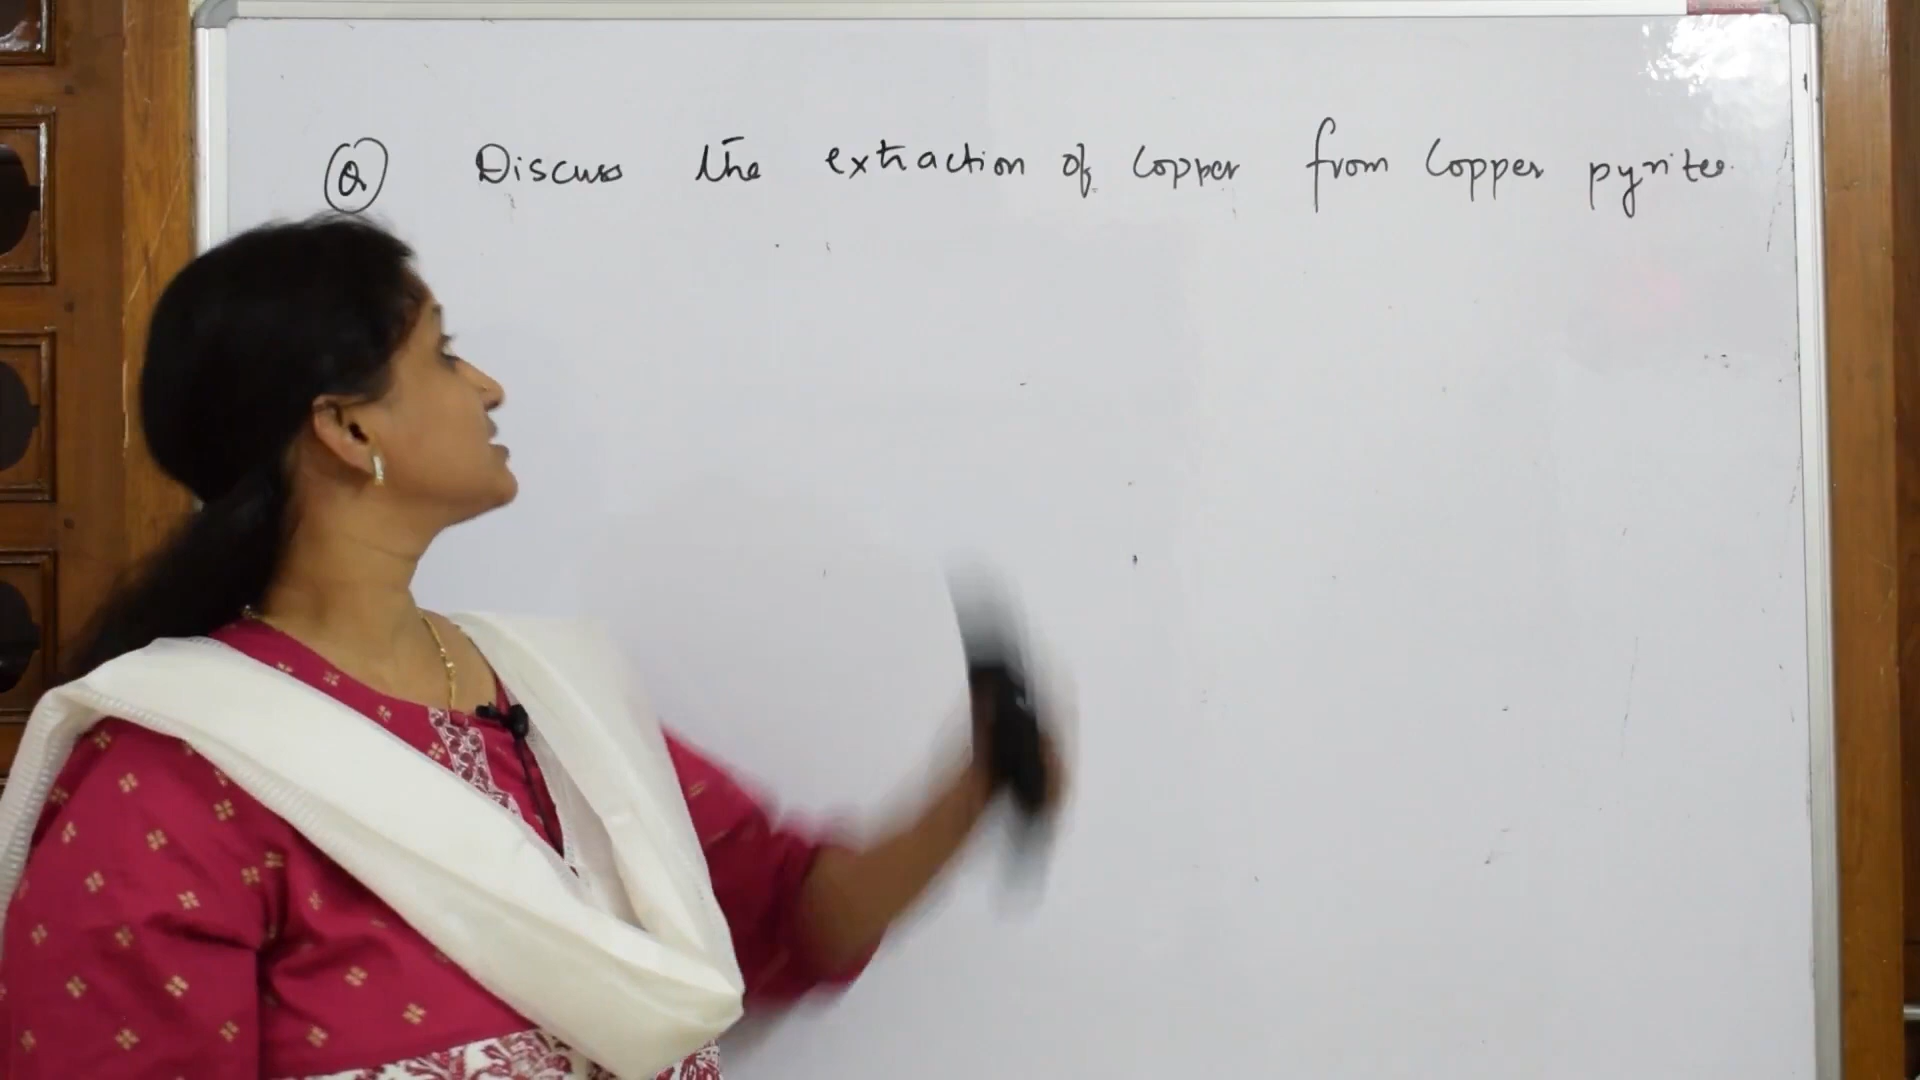 Q Discuss the extraction of Copper from Copper pyrites.